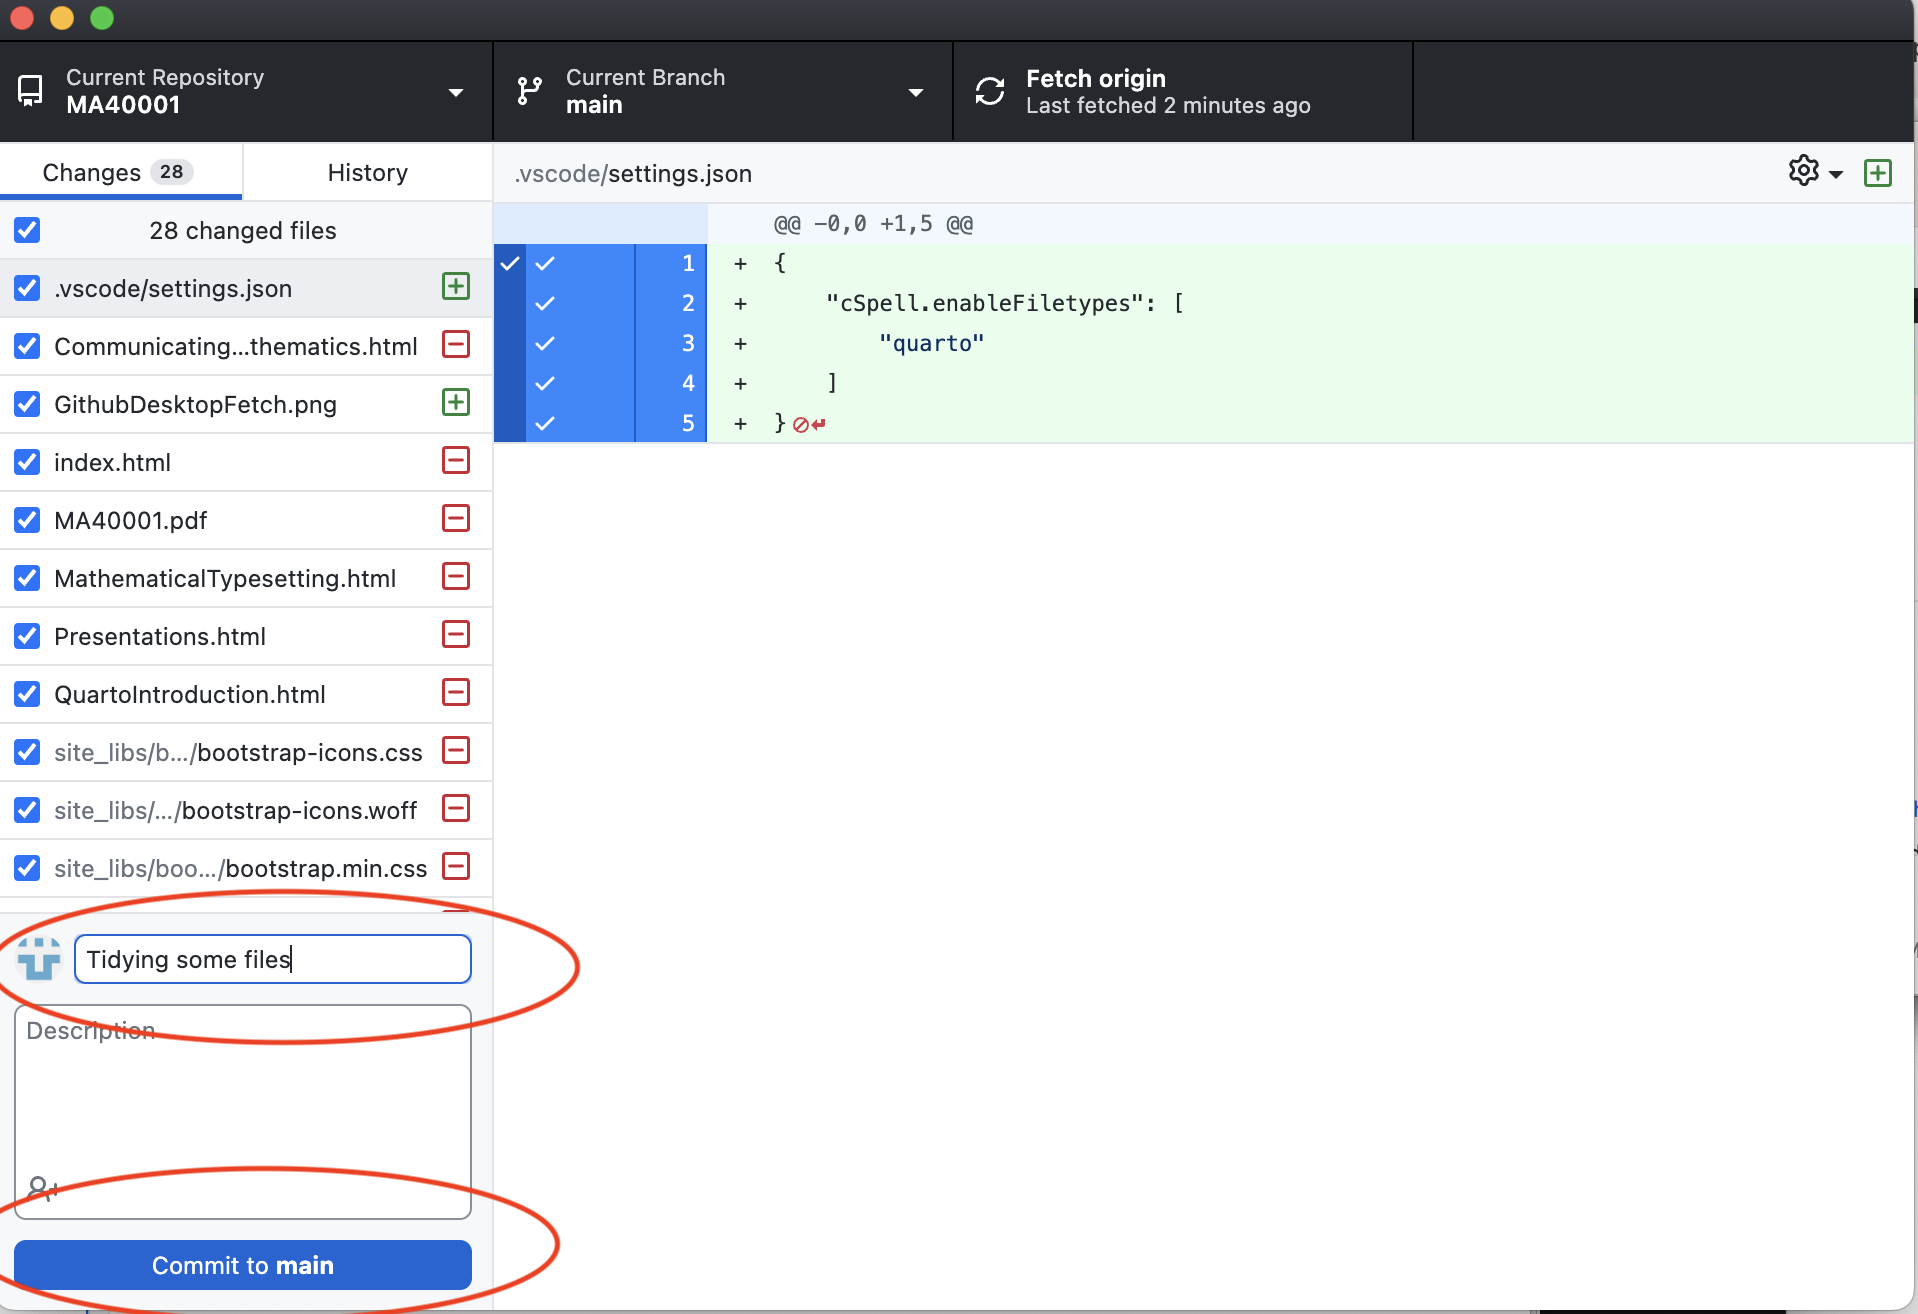 Current Repository
MA40001
Current Branch
main
Fetch origin
Last fetched 2 minutes ago
Changes 28
History
28 changed files
.vscode/settings.json
Communicating...thematics.html
GithubDesktopFetch.png
index.html
MA40001.pdf
MathematicalTypesetting.html
Presentations.html
QuartoIntroduction.html
site_libs/b.../bootstrap-icons.css
site_libs/.../bootstrap-icons.woff
site_libs/boo.../bootstrap.min.css
Tidying some files
Description
Commit to main
.vscode/settings.json
@@ -0,0 +1,5 @@
1 + {
2 + "cSpell.enableFiletypes": [
3 + "quarto"
4 + ]
5 + }